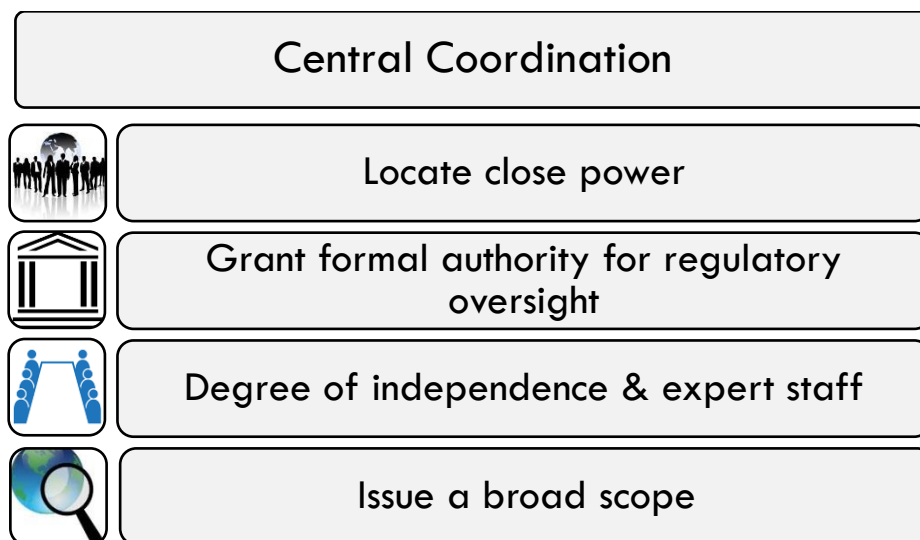 Central Coordination
Locate close power
Grant formal authority for regulatory
oversight
Degree of independence & expert staff
Issue a broad scope